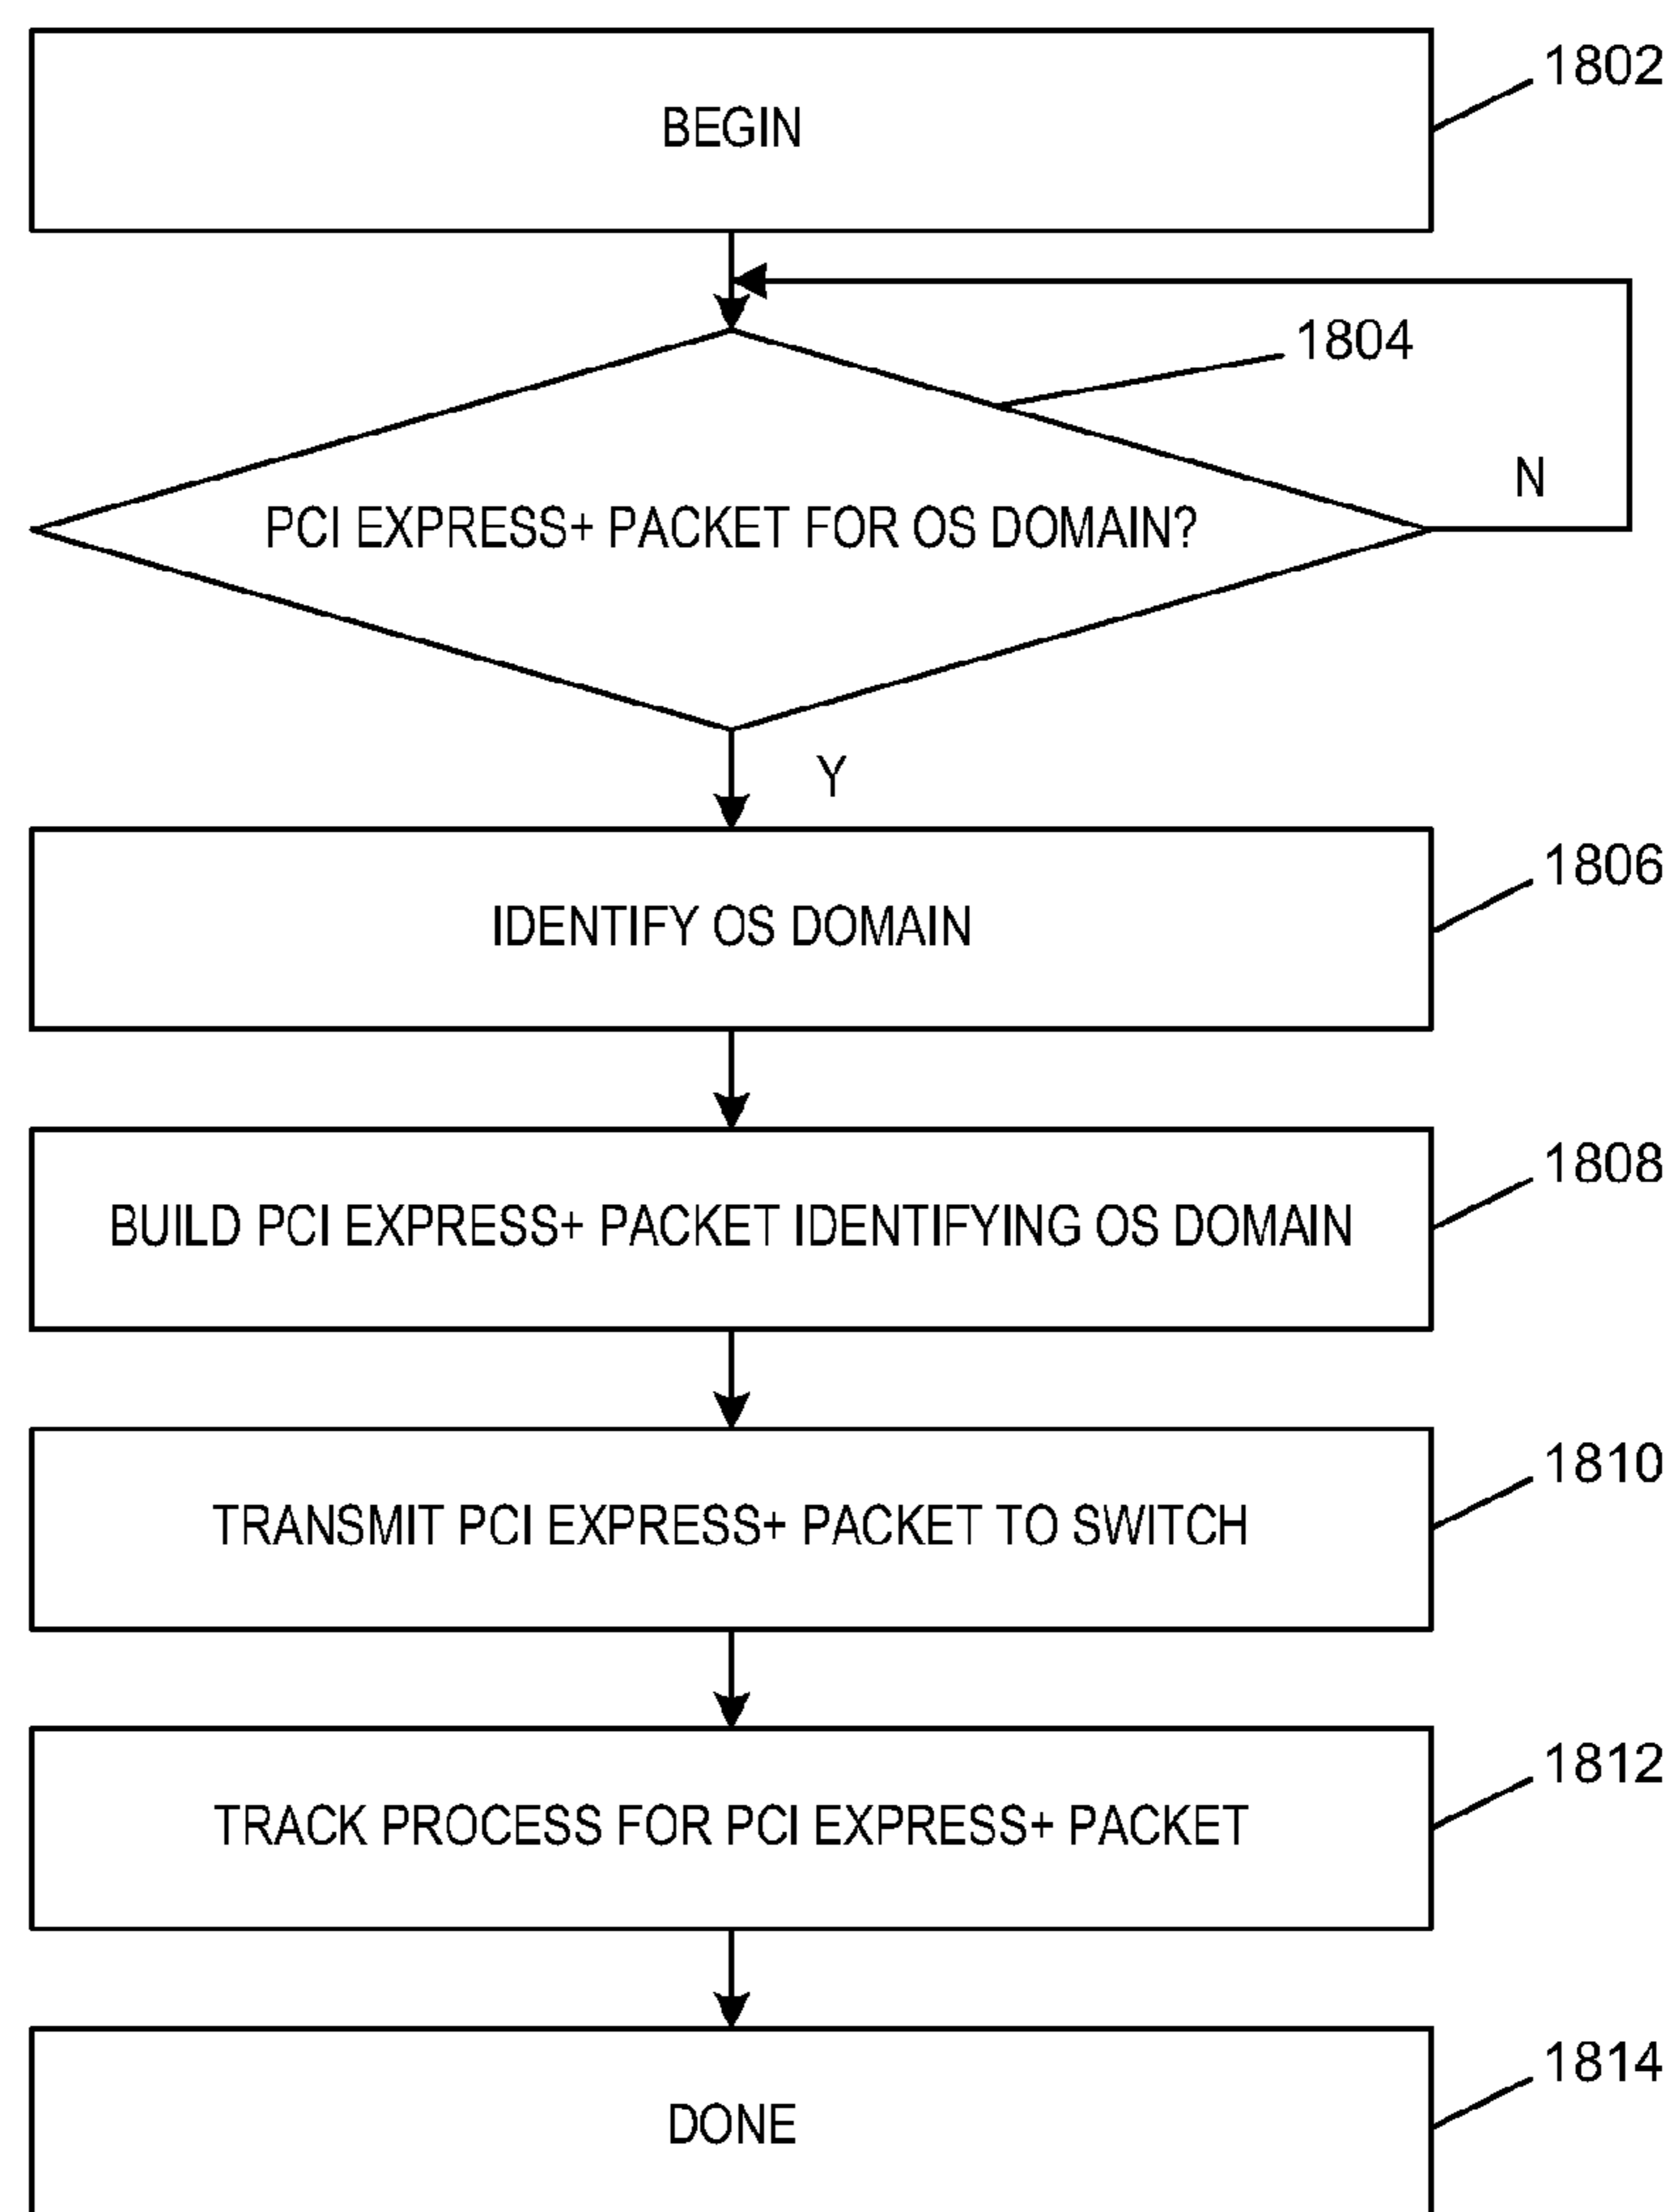 BEGIN
1802
1804
PCI EXPRESS+ PACKET FOR OS DOMAIN?
N
Y
IDENTIFY OS DOMAIN
1806
BUILD PCI EXPRESS+ PACKET IDENTIFYING OS DOMAIN
1808
TRANSMIT PCI EXPRESS+ PACKET TO SWITCH
1810
TRACK PROCESS FOR PCI EXPRESS+ PACKET
1812
DONE
1814